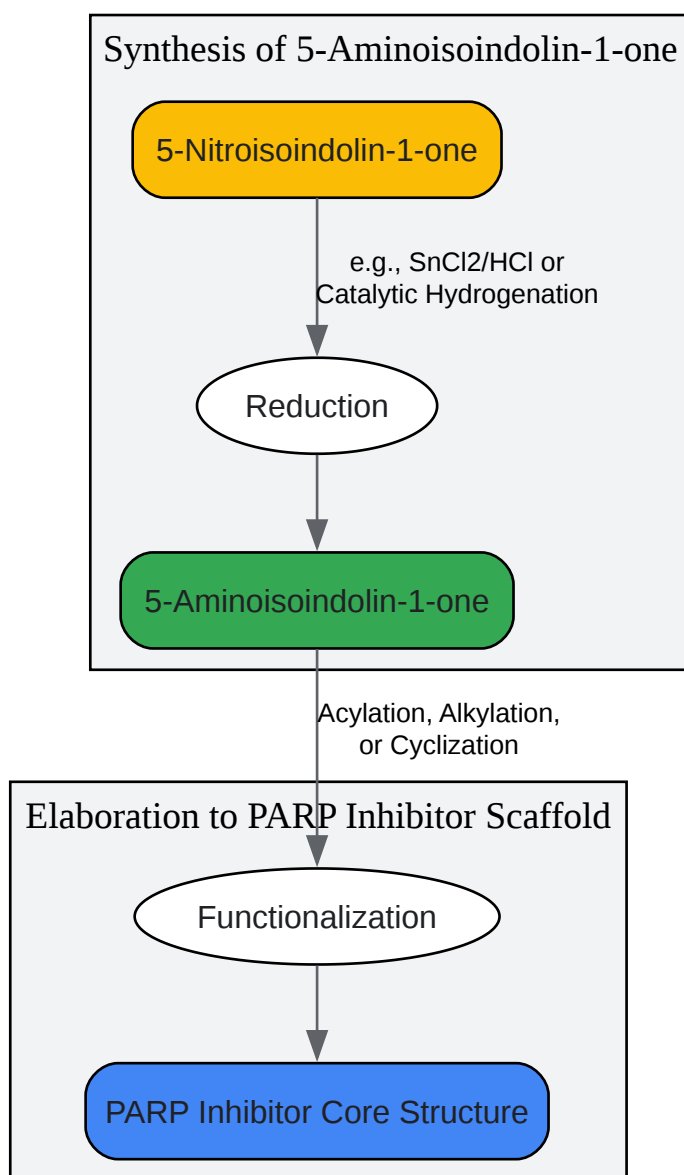 Synthesis of 5-Aminoisoindolin-1-one
5-Nitroisoindolin-1-one
e.g., SnCl2/HCl or
Catalytic Hydrogenation
Reduction
5-Aminoisoindolin-1-one
Acylation, Alkylation,
or Cyclization
Elaboration to PARP Inhibitor Scaffold
Functionalization
PARP Inhibitor Core Structure